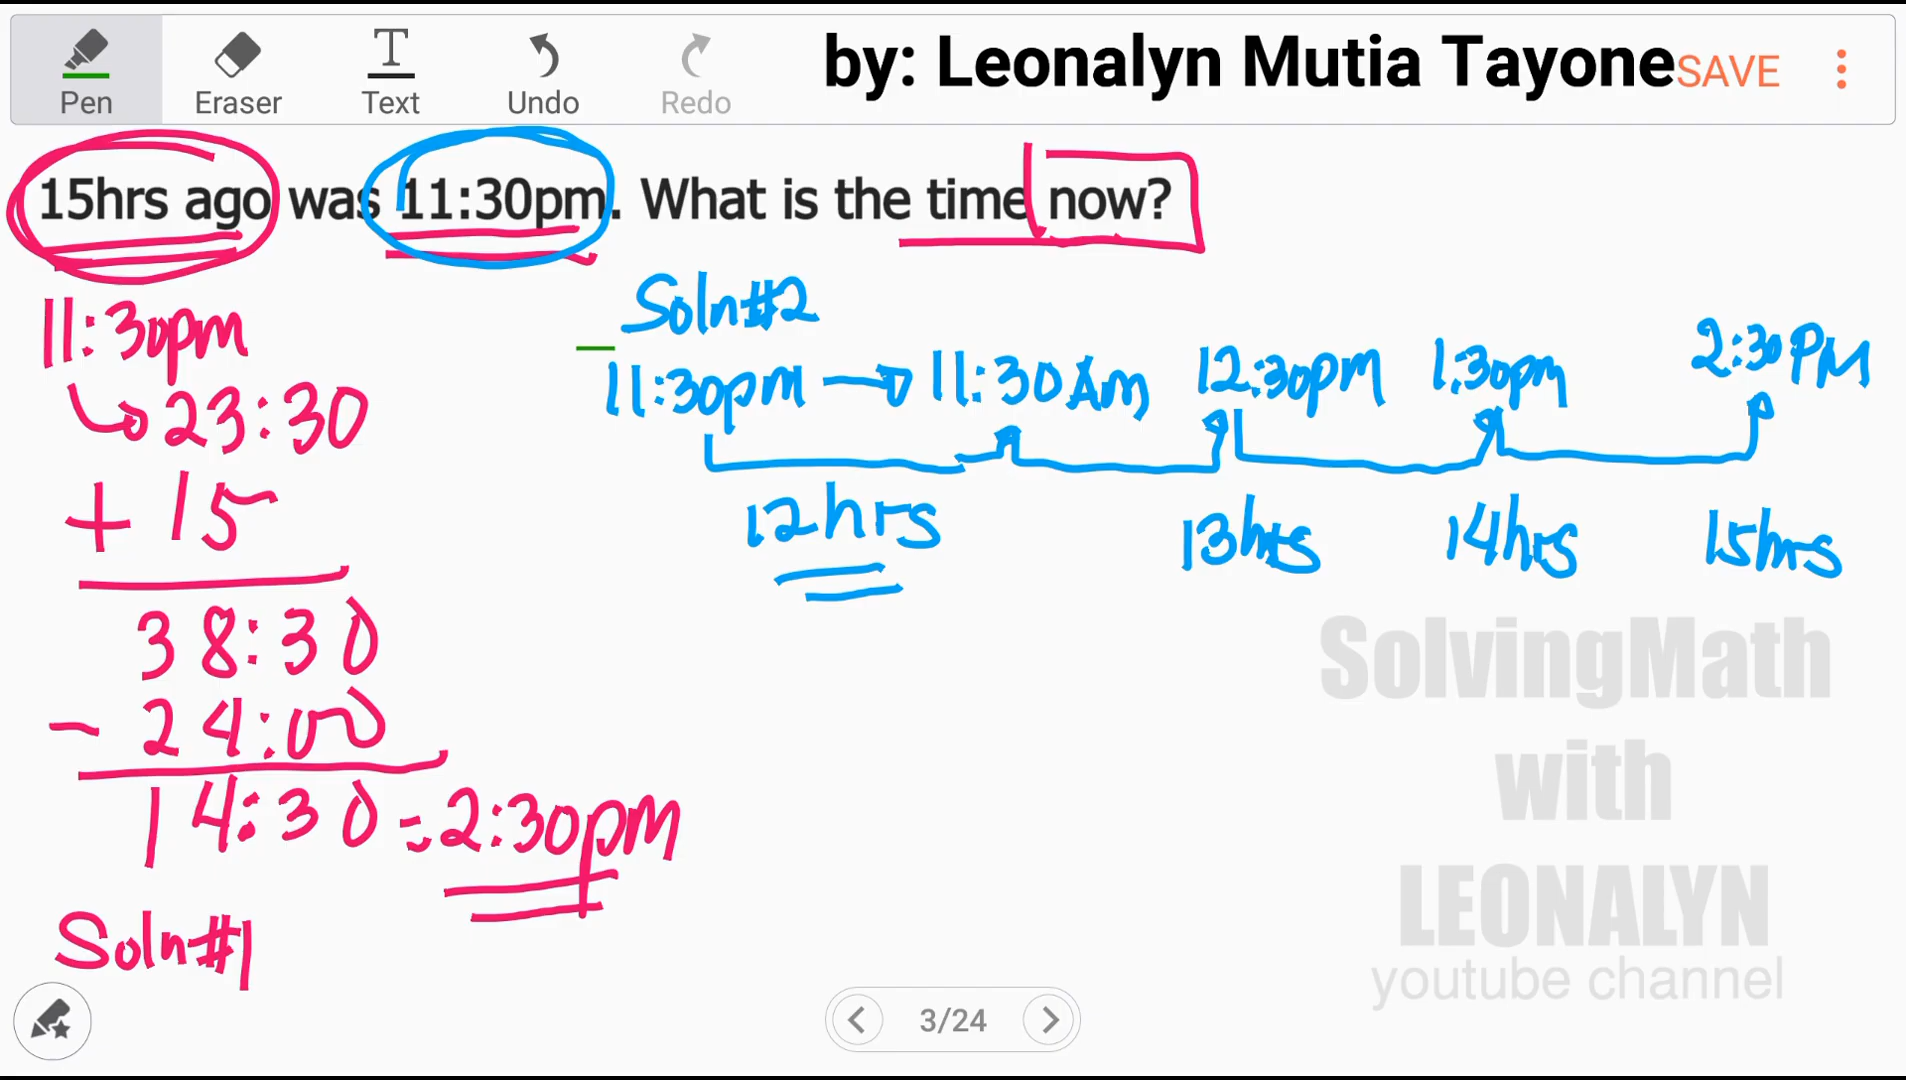 Pen Eraser Text Undo Redo by: Leonalyn Mutia Tayone SAVE
15hrs ago was 11:30pm. What is the time now?
11:30pm
23:30
+ 15
38:30
- 24:00
14:30 = 2:30pm
Soln#1
Soln#2
11:30pm → 11:30Am 12:30pm 1:30pm 2:30PM
12hrs 13hrs 14hrs 15hrs
SolvingMath
with
LEONALYN
youtube channel
3/24